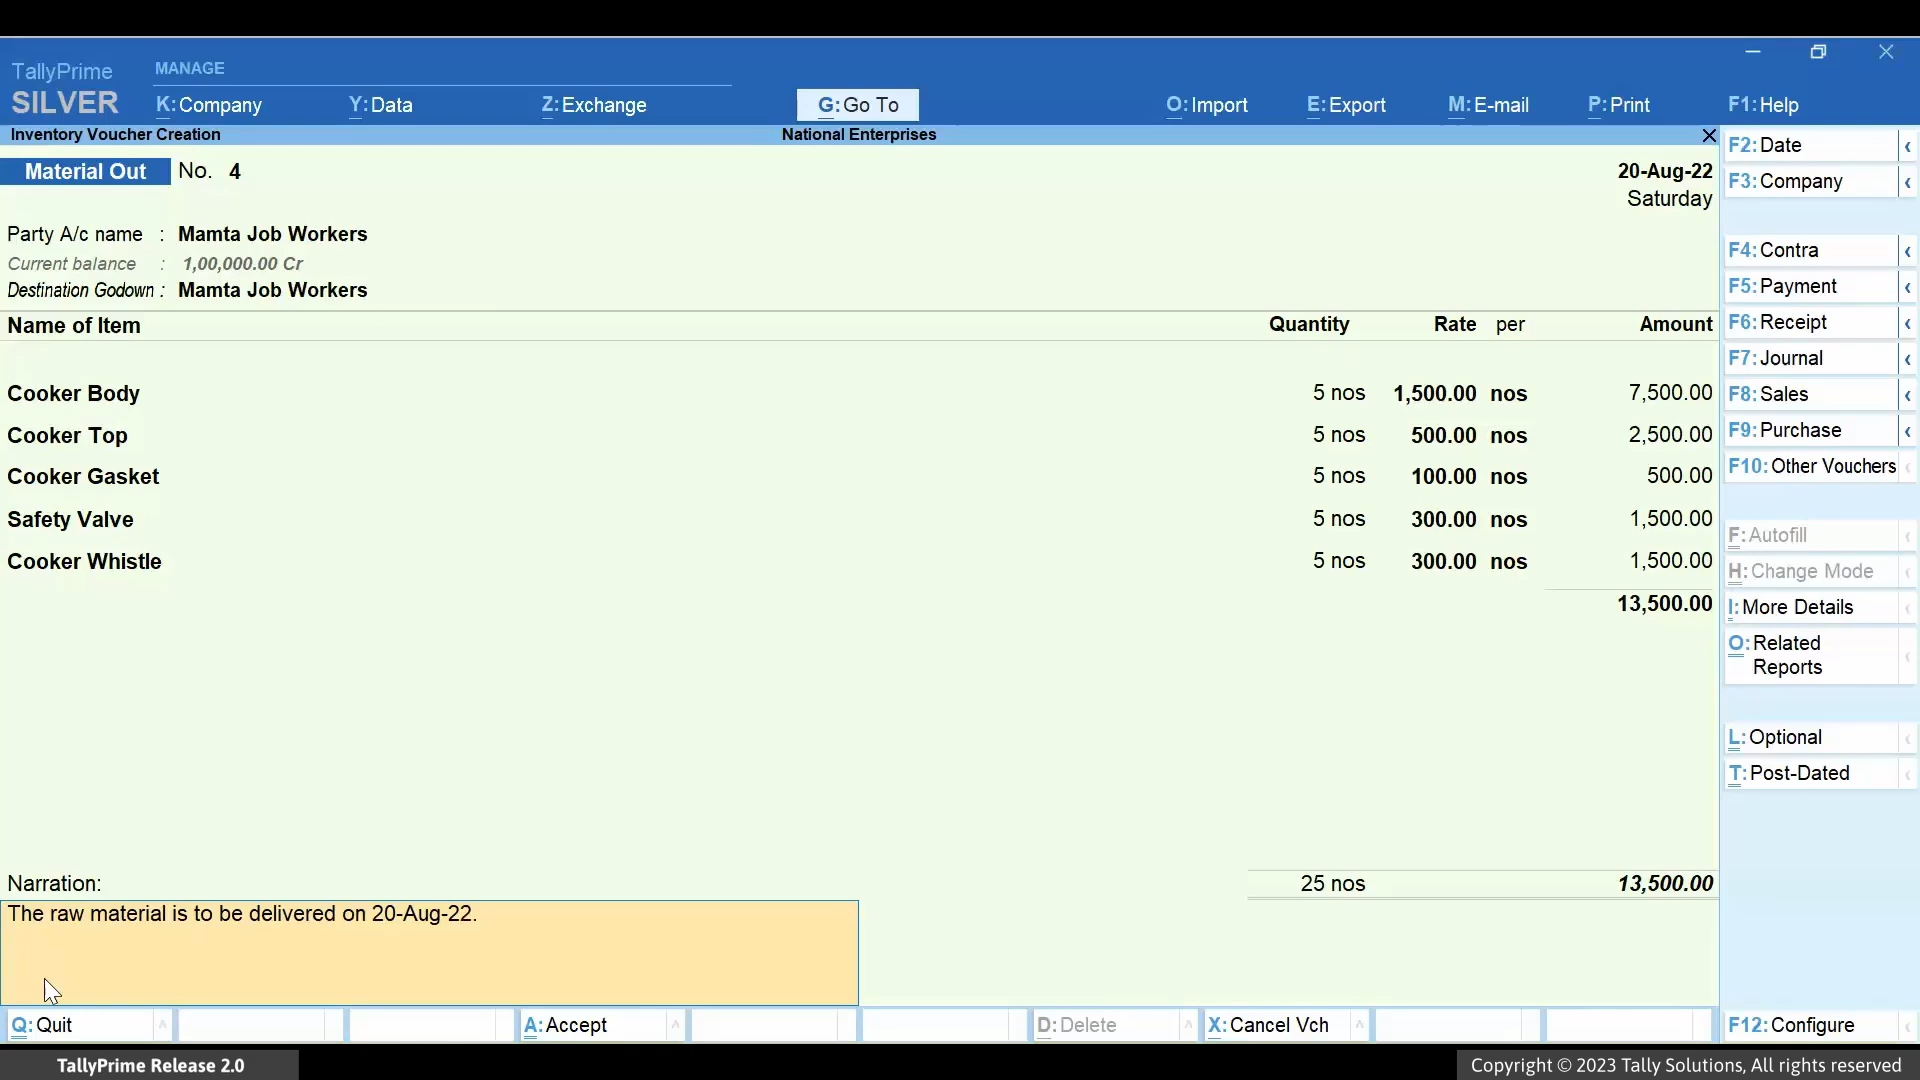 TallyPrime
SILVER
MANAGE
K: Company Y: Data Z: Exchange G: Go To O: Import E: Export M: E-mail P: Print F1: Help
Inventory Voucher Creation National Enterprises
Material Out No. 4 20-Aug-22
Saturday
Party A/c name : Mamta Job Workers
Current balance : 1,00,000.00 Cr
Destination Godown : Mamta Job Workers
Name of Item Quantity Rate per Amount
Cooker Body 5 nos 1,500.00 nos 7,500.00
Cooker Top 5 nos 500.00 nos 2,500.00
Cooker Gasket 5 nos 100.00 nos 500.00
Safety Valve 5 nos 300.00 nos 1,500.00
Cooker Whistle 5 nos 300.00 nos 1,500.00
13,500.00
Narration: 25 nos 13,500.00
The raw material is to be delivered on 20-Aug-22.
F2: Date
F3: Company
F4: Contra
F5: Payment
F6: Receipt
F7: Journal
F8: Sales
F9: Purchase
F10: Other Vouchers
F: Autofill
H: Change Mode
I: More Details
O: Related
Reports
L: Optional
T: Post-Dated
Q: Quit A: Accept D: Delete X: Cancel Vch F12: Configure
TallyPrime Release 2.0 Copyright © 2023 Tally Solutions, All rights reserved